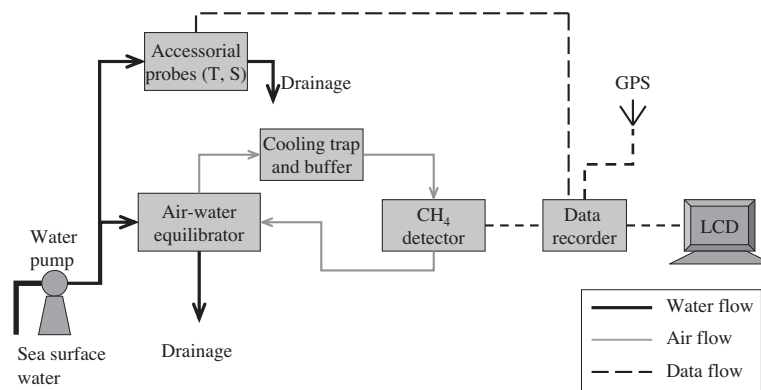 Accessorial
probes (T, S)
Drainage
GPS
Cooling trap
and buffer
Air-water
equilibrator
CH₄
detector
Data
recorder
LCD
Water
pump
Sea surface
water
Drainage
Water flow
Air flow
Data flow